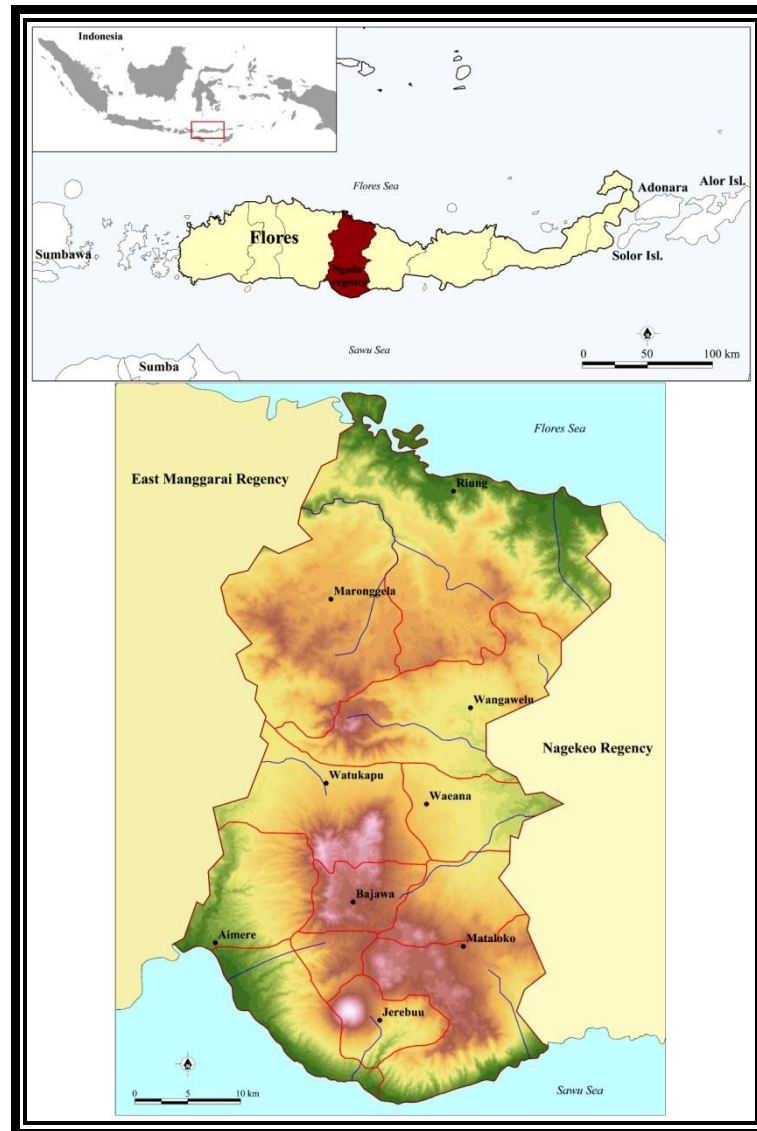 Indonesia
Flores Sea
Adonara
Alor Isl.
Flores
Sumbawa
Solor Isl.
Ngada
regency
Sawu Sea
Sumba
0 50 100 km
Flores Sea
East Manggarai Regency
Riung
Maronggela
Wangawelu
Nagekeo Regency
Watukapu
Waeana
Bajawa
Aimere
Mataloko
Jerebuu
0 5 10 km
Sawu Sea